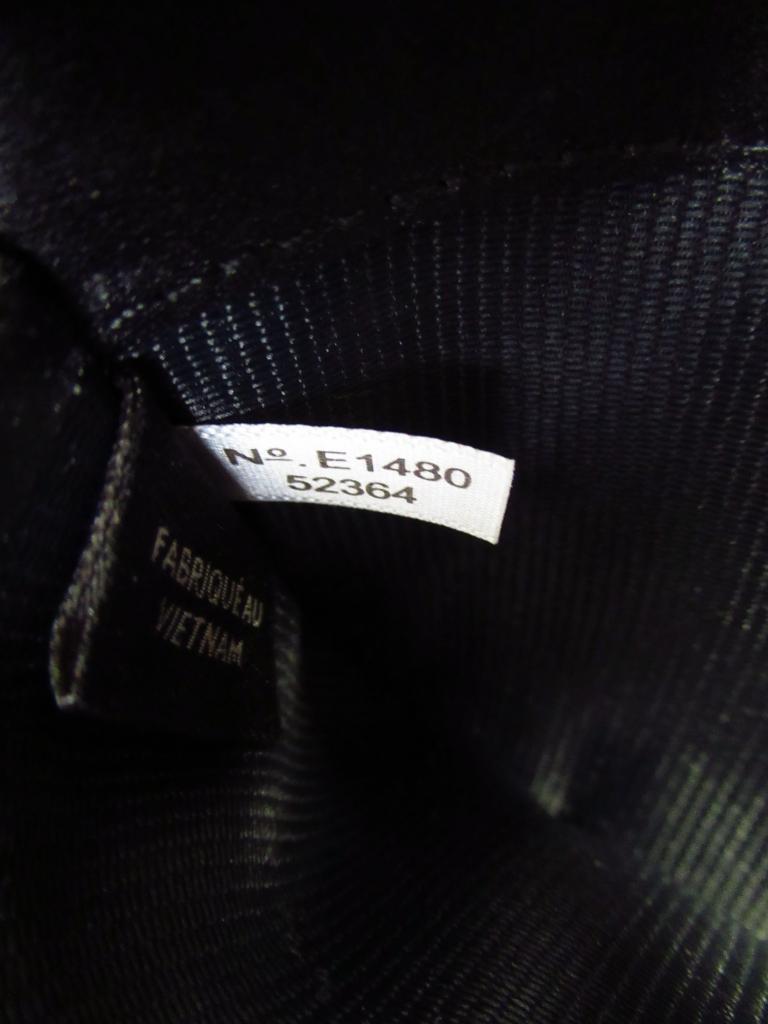 Nº. E1480
52364
FABRIQUÉ AU
VIETNAM